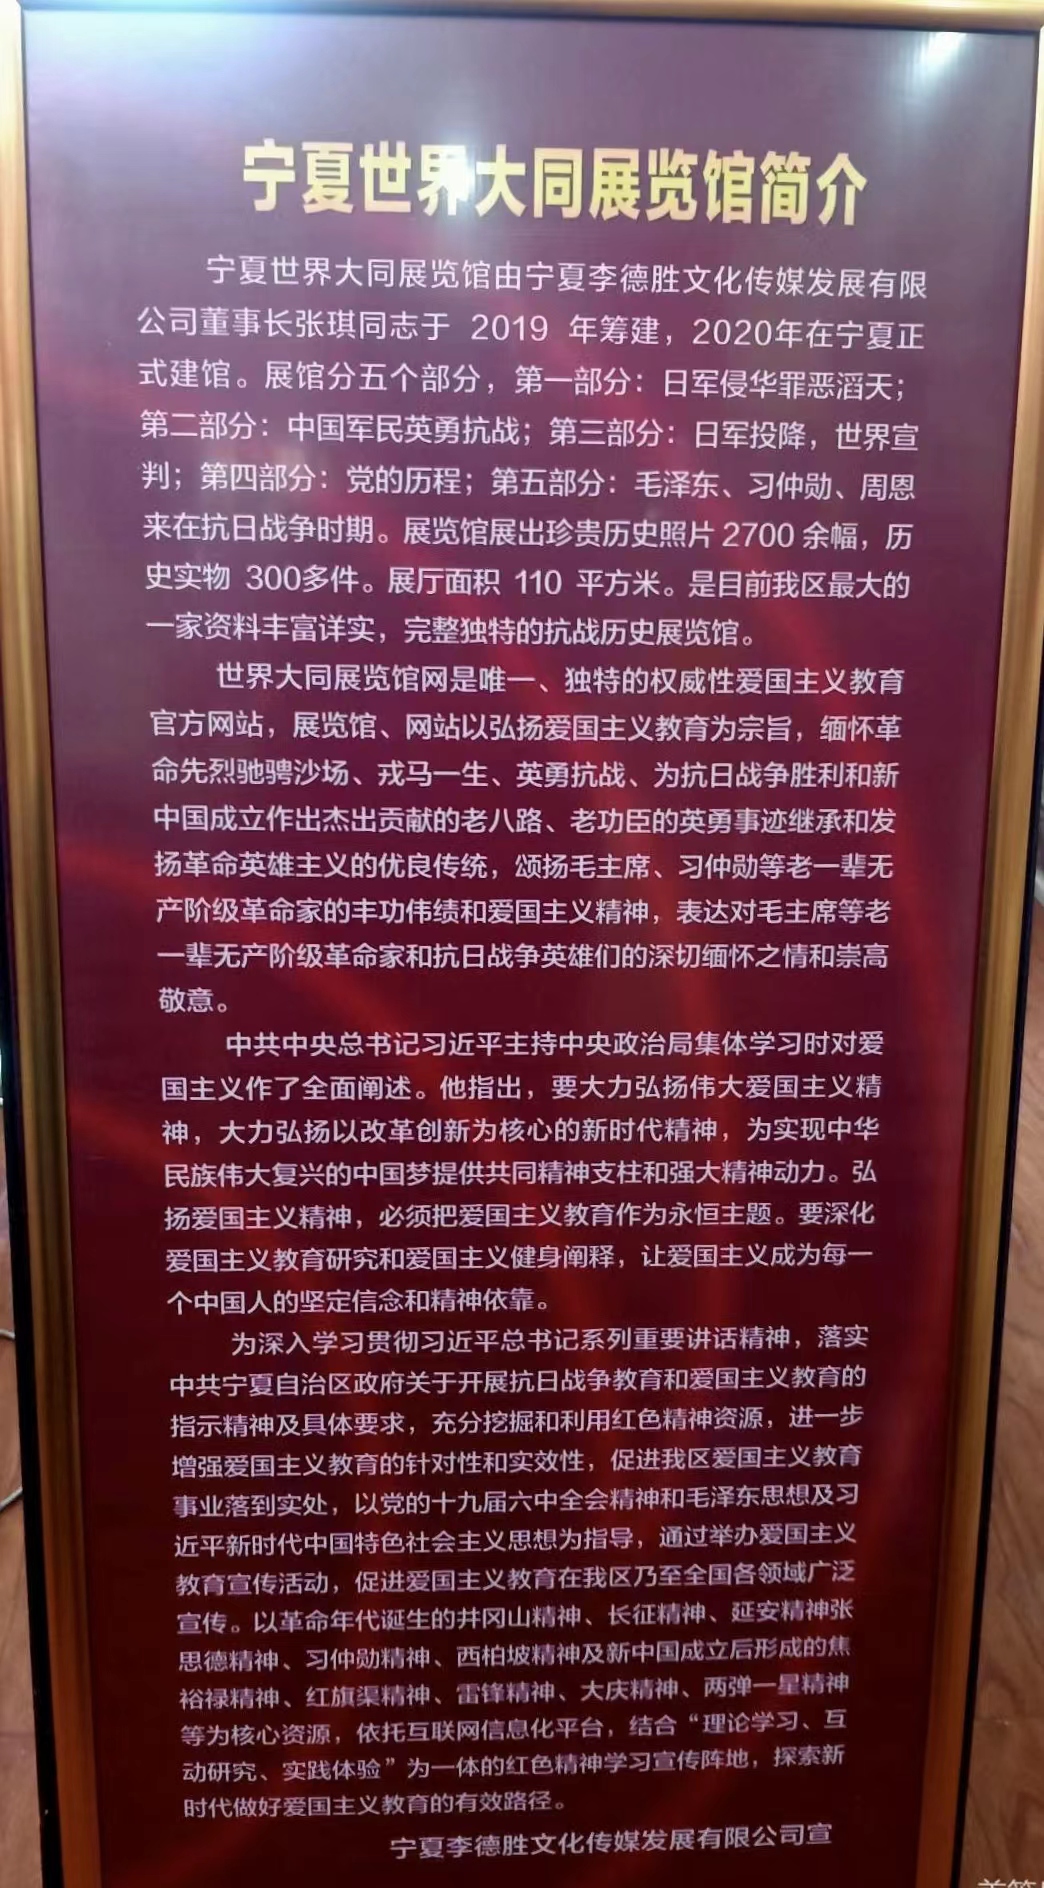 宁夏世界大同展览馆简介
宁夏世界大同展览馆由宁夏李德胜文化传媒发展有限
公司董事长张琪同志于 2019 年筹建，2020年在宁夏正
式建馆。展馆分五个部分，第一部分：日军侵华罪恶滔天；
第二部分：中国军民英勇抗战；第三部分：日军投降，世界宣
判；第四部分：党的历程；第五部分：毛泽东、习仲勋、周恩
来在抗日战争时期。展览馆展出珍贵历史照片 2700 余幅，历
史实物 300多件。展厅面积 110 平方米。是目前我区最大的
一家资料丰富详实，完整独特的抗战历史展览馆。
世界大同展览馆网是唯一、独特的权威性爱国主义教育
官方网站，展览馆、网站以弘扬爱国主义教育为宗旨，缅怀革
命先烈驰骋沙场、戎马一生、英勇抗战、为抗日战争胜利和新
中国成立作出杰出贡献的老八路、老功臣的英勇事迹继承和发
扬革命英雄主义的优良传统，颂扬毛主席、习仲勋等老一辈无
产阶级革命家的丰功伟绩和爱国主义精神，表达对毛主席等老
一辈无产阶级革命家和抗日战争英雄们的深切缅怀之情和崇高
敬意。
中共中央总书记习近平主持中央政治局集体学习时对爱
国主义作了全面阐述。他指出，要大力弘扬伟大爱国主义精
神，大力弘扬以改革创新为核心的新时代精神，为实现中华
民族伟大复兴的中国梦提供共同精神支柱和强大精神动力。弘
扬爱国主义精神，必须把爱国主义教育作为永恒主题。要深化
爱国主义教育研究和爱国主义健身阐释，让爱国主义成为每一
个中国人的坚定信念和精神依靠。
为深入学习贯彻习近平总书记系列重要讲话精神，落实
中共宁夏自治区政府关于开展抗日战争教育和爱国主义教育的
指示精神及具体要求，充分挖掘和利用红色精神资源，进一步
增强爱国主义教育的针对性和实效性，促进我区爱国主义教育
事业落到实处，以党的十九届六中全会精神和毛泽东思想及习
近平新时代中国特色社会主义思想为指导，通过举办爱国主义
教育宣传活动，促进爱国主义教育在我区乃至全国各领域广泛
宣传。以革命年代诞生的井冈山精神、长征精神、延安精神张
思德精神、习仲勋精神、西柏坡精神及新中国成立后形成的焦
裕禄精神、红旗渠精神、雷锋精神、大庆精神、两弹一星精神
等为核心资源，依托互联网信息化平台，结合“理论学习、互
动研究、实践体验”为一体的红色精神学习宣传阵地，探索新
时代做好爱国主义教育的有效路径。
宁夏李德胜文化传媒发展有限公司宣